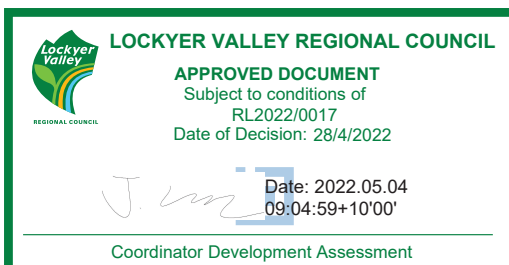 Lockyer
Valley
REGIONAL COUNCIL
LOCKYER VALLEY REGIONAL COUNCIL
APPROVED DOCUMENT
Subject to conditions of
RL2022/0017
Date of Decision: 28/4/2022
Date: 2022.05.04
09:04:59+10'00'
Coordinator Development Assessment